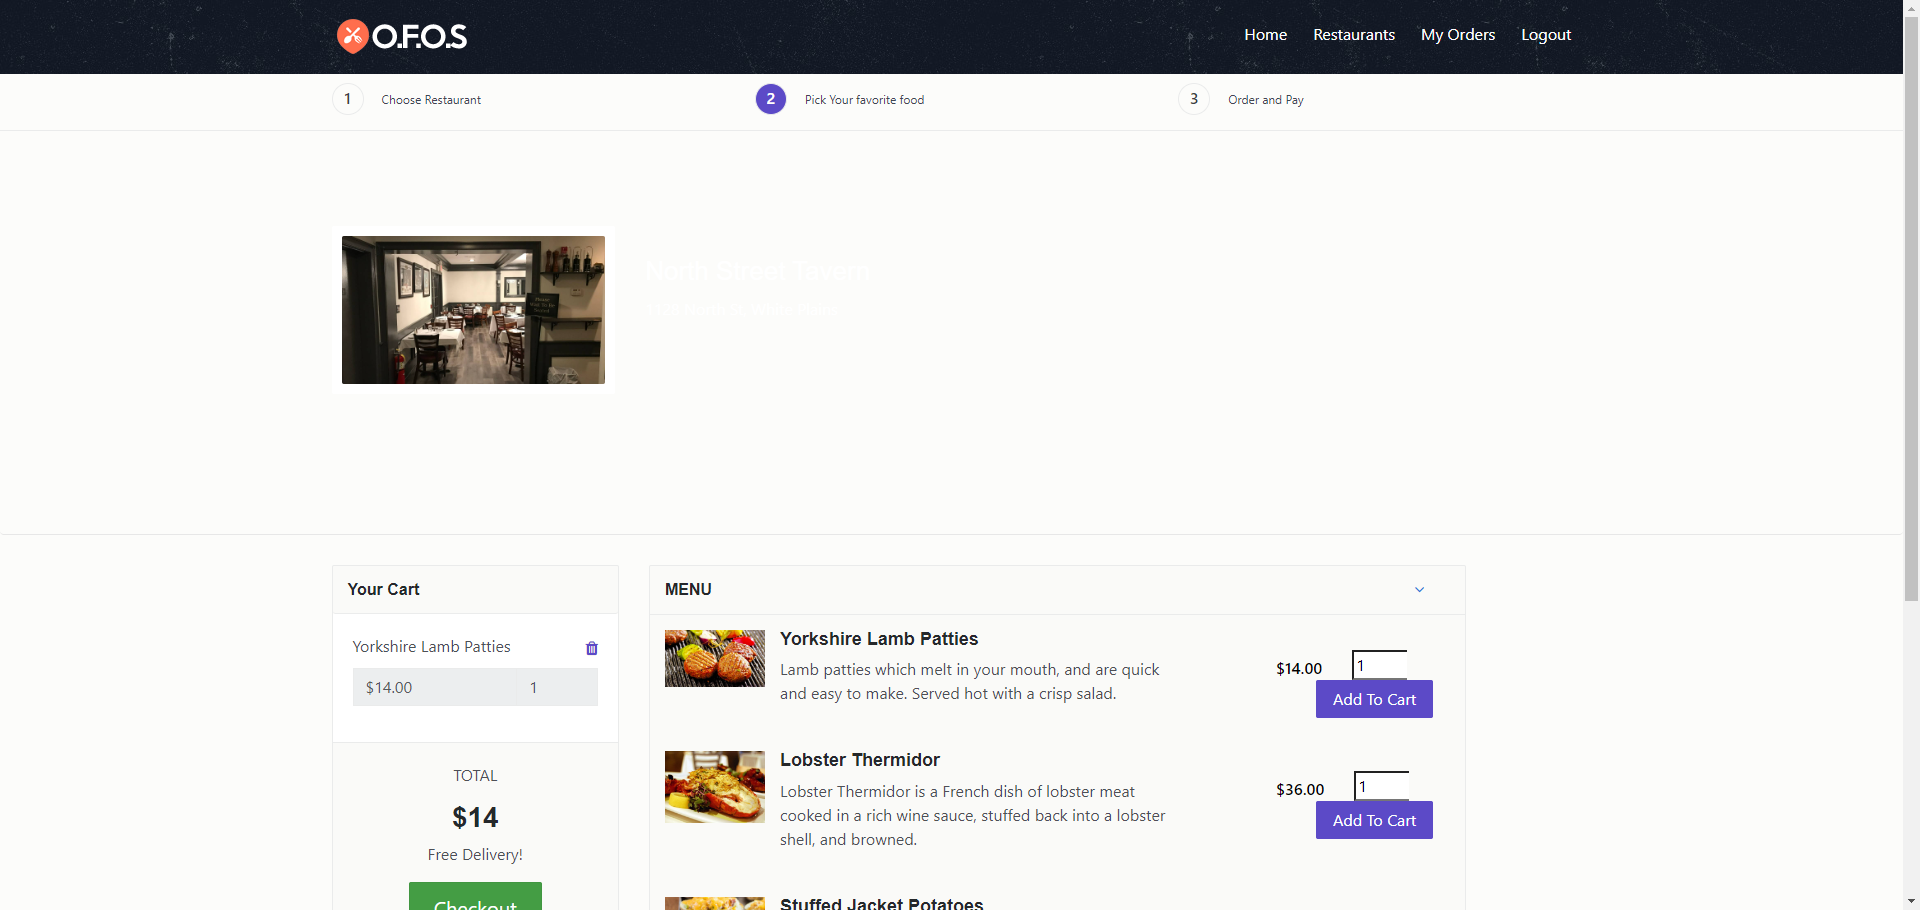 O.F.O.S
Home Restaurants My Orders Logout
1 Choose Restaurant 2 Pick Your favorite food 3 Order and Pay
North Street Tavern
Your Cart
Yorkshire Lamb Patties
$14.00 1
TOTAL
$14
Free Delivery!
Checkout
MENU
Yorkshire Lamb Patties
Lamb patties which melt in your mouth, and are quick
and easy to make. Served hot with a crisp salad.
$14.00 1
Add To Cart
Lobster Thermidor
Lobster Thermidor is a French dish of lobster meat
cooked in a rich wine sauce, stuffed back into a lobster
shell, and browned.
$36.00 1
Add To Cart
Stuffed Jacket Potatoes